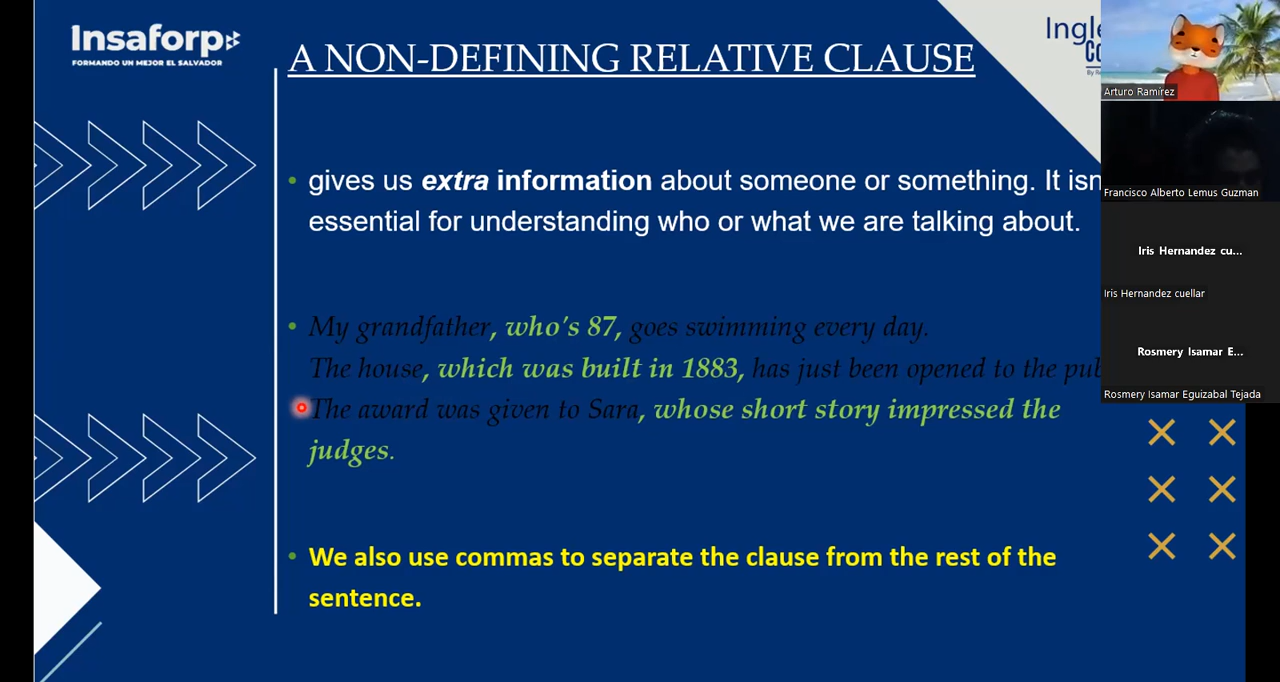 Insaforp
FORMANDO UN MEJOR EL SALVADOR
A NON-DEFINING RELATIVE CLAUSE
Arturo Ramírez
• gives us extra information about someone or something. It
essential for understanding who or what we are talking about.
Francisco Alberto Lemus Guzman
Iris Hernandez cu...
Iris Hernandez cuellar
• My grandfather, who's 87, goes swimming every day.
The house, which was built in 1883, has just been opened to the
The award was given to Sara, whose short story impressed the
judges.
Rosmery Isamar E...
Rosmery Isamar Eguizabal Tejada
• We also use commas to separate the clause from the rest of the
sentence.